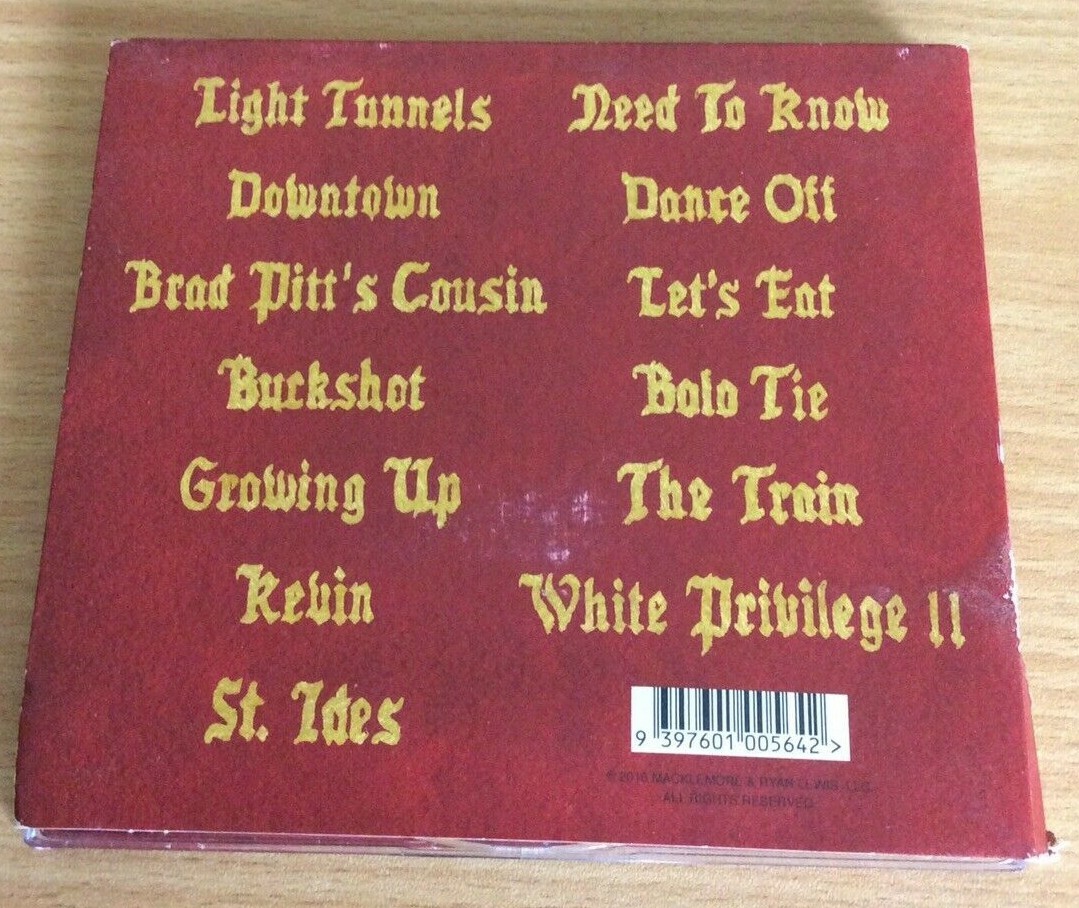 Light Tunnels
Downtown
Brad Pitt's Cousin
Buckshot
Growing Up
Kevin
St. Ides
Need To Know
Dance Off
Let's Eat
Bolo Tie
The Train
White Privilege II
9 397601 005642 >
© 2016 MACKLEMORE & RYAN LEWIS, LLC.
ALL RIGHTS RESERVED